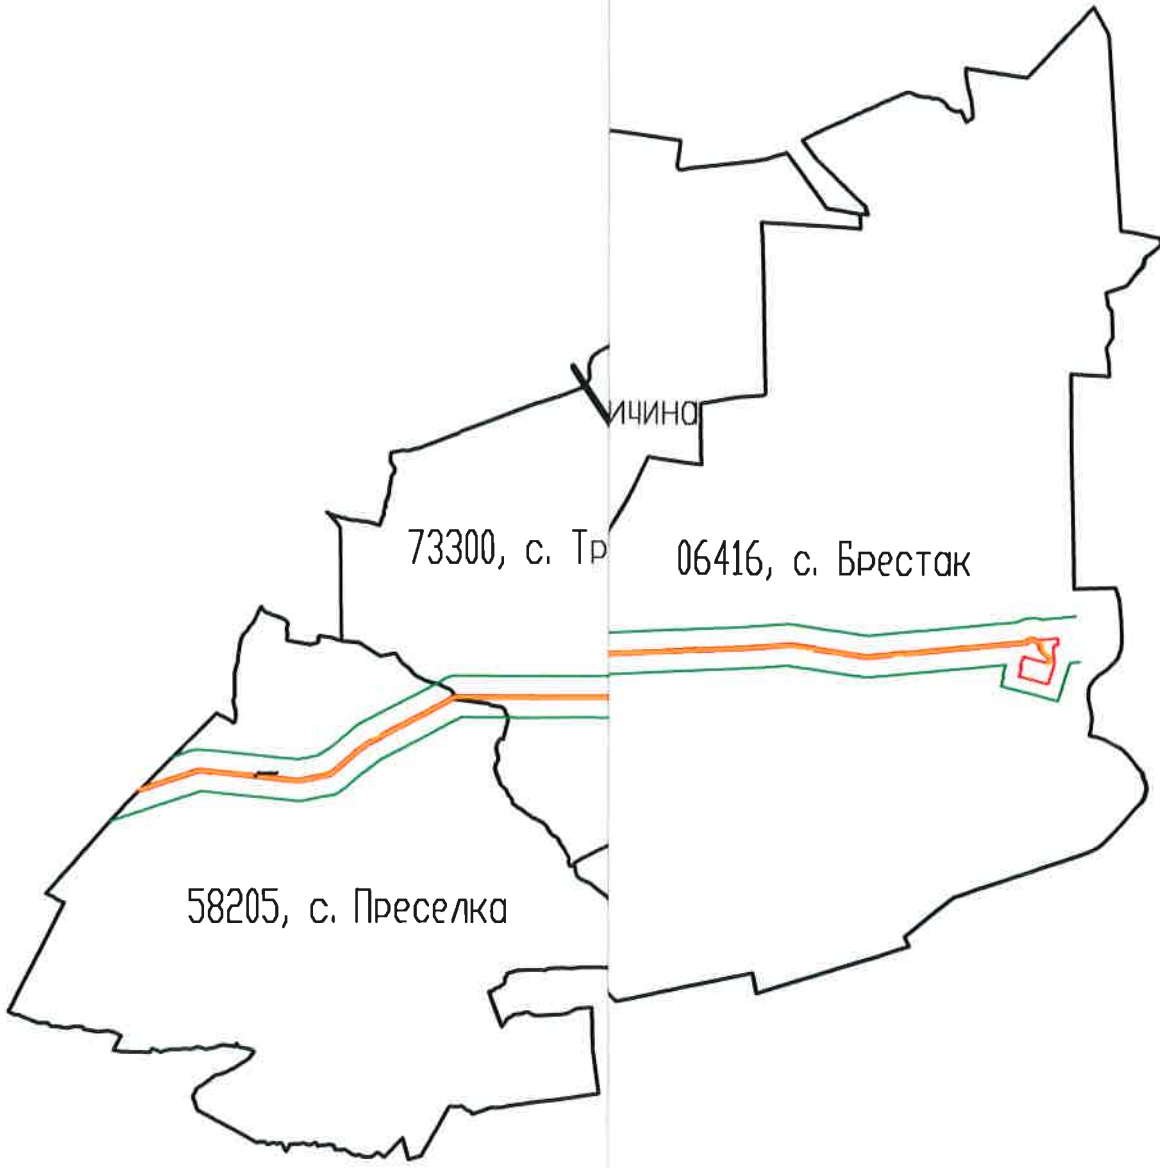 ичина
73300, с. Тр
06416, с. Брестак
58205, с. Преселка